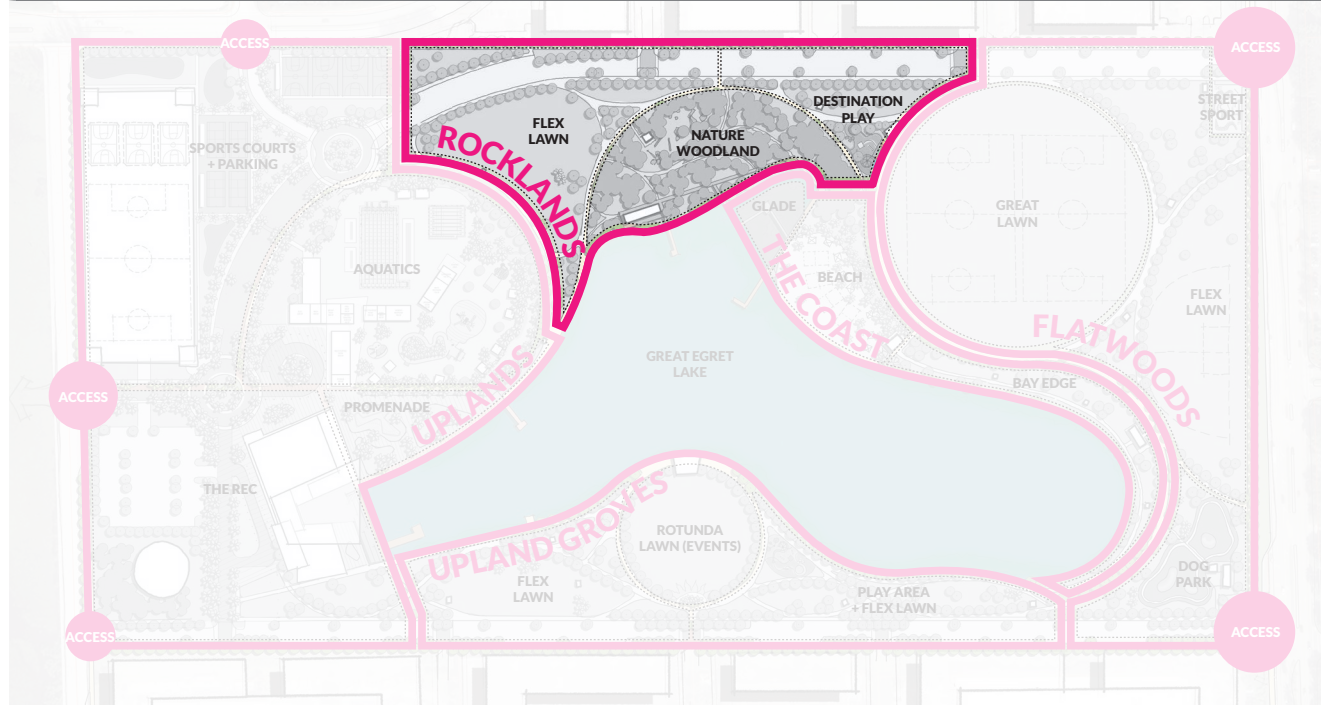 ACCESS
ACCESS
STREET
SPORT
DESTINATION
PLAY
FLEX
LAWN
NATURE
WOODLAND
ROCKLANDS
SPORTS COURTS
+ PARKING
GLADE
GREAT
LAWN
AQUATICS
BEACH
THE COAST
FLEX
LAWN
FLATWOODS
GREAT EGRET
LAKE
BAY EDGE
ACCESS
PROMENADE
UPLANDS
THE REC
UPLAND GROVES
ROTUNDA
LAWN (EVENTS)
FLEX
LAWN
PLAY AREA
+ FLEX LAWN
DOG
PARK
ACCESS
ACCESS